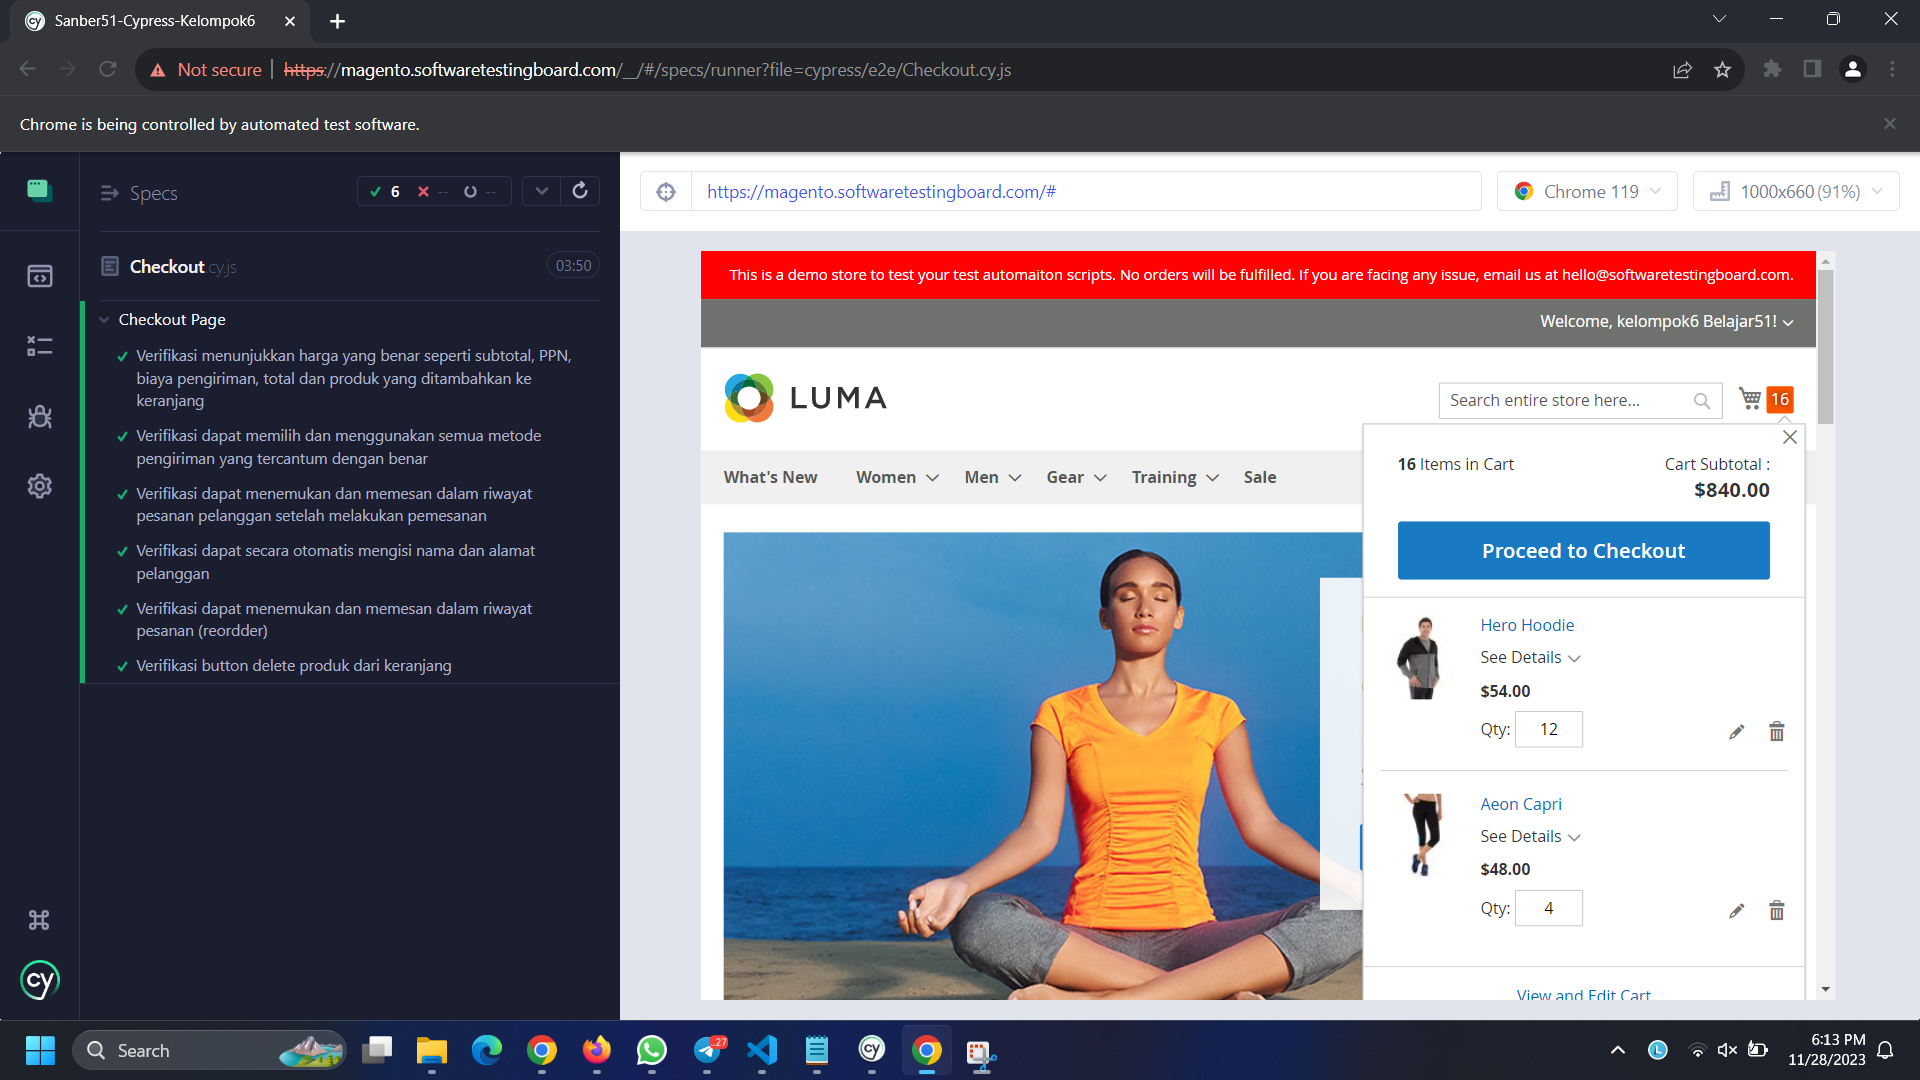 Sanber51-Cypress-Kelompok6
Not secure
https://magento.softwaretestingboard.com/__/#/specs/runner?file=cypress/e2e/Checkout.cy.js
Chrome is being controlled by automated test software.
Specs
6 -- --
Checkout cy.js
03:50
Checkout Page
Verifikasi menunjukkan harga yang benar seperti subtotal, PPN,
biaya pengiriman, total dan produk yang ditambahkan ke
keranjang
Verifikasi dapat memilih dan menggunakan semua metode
pengiriman yang tercantum dengan benar
Verifikasi dapat menemukan dan memesan dalam riwayat
pesanan pelanggan setelah melakukan pemesanan
Verifikasi dapat secara otomatis mengisi nama dan alamat
pelanggan
Verifikasi dapat menemukan dan memesan dalam riwayat
pesanan (reordder)
Verifikasi button delete produk dari keranjang
https://magento.softwaretestingboard.com/#
Chrome 119
1000x660 (91%)
This is a demo store to test your test automaiton scripts. No orders will be fulfilled. If you are facing any issue, email us at hello@softwaretestingboard.com.
Welcome, kelompok6 Belajar51!
LUMA
Search entire store here...
16
What's New
Women
Men
Gear
Training
Sale
16 Items in Cart
Cart Subtotal :
$840.00
Proceed to Checkout
Hero Hoodie
See Details
$54.00
Qty: 12
Aeon Capri
See Details
$48.00
Qty: 4
View and Edit Cart
cy
Search
27
cy
L
6:13 PM
11/28/2023